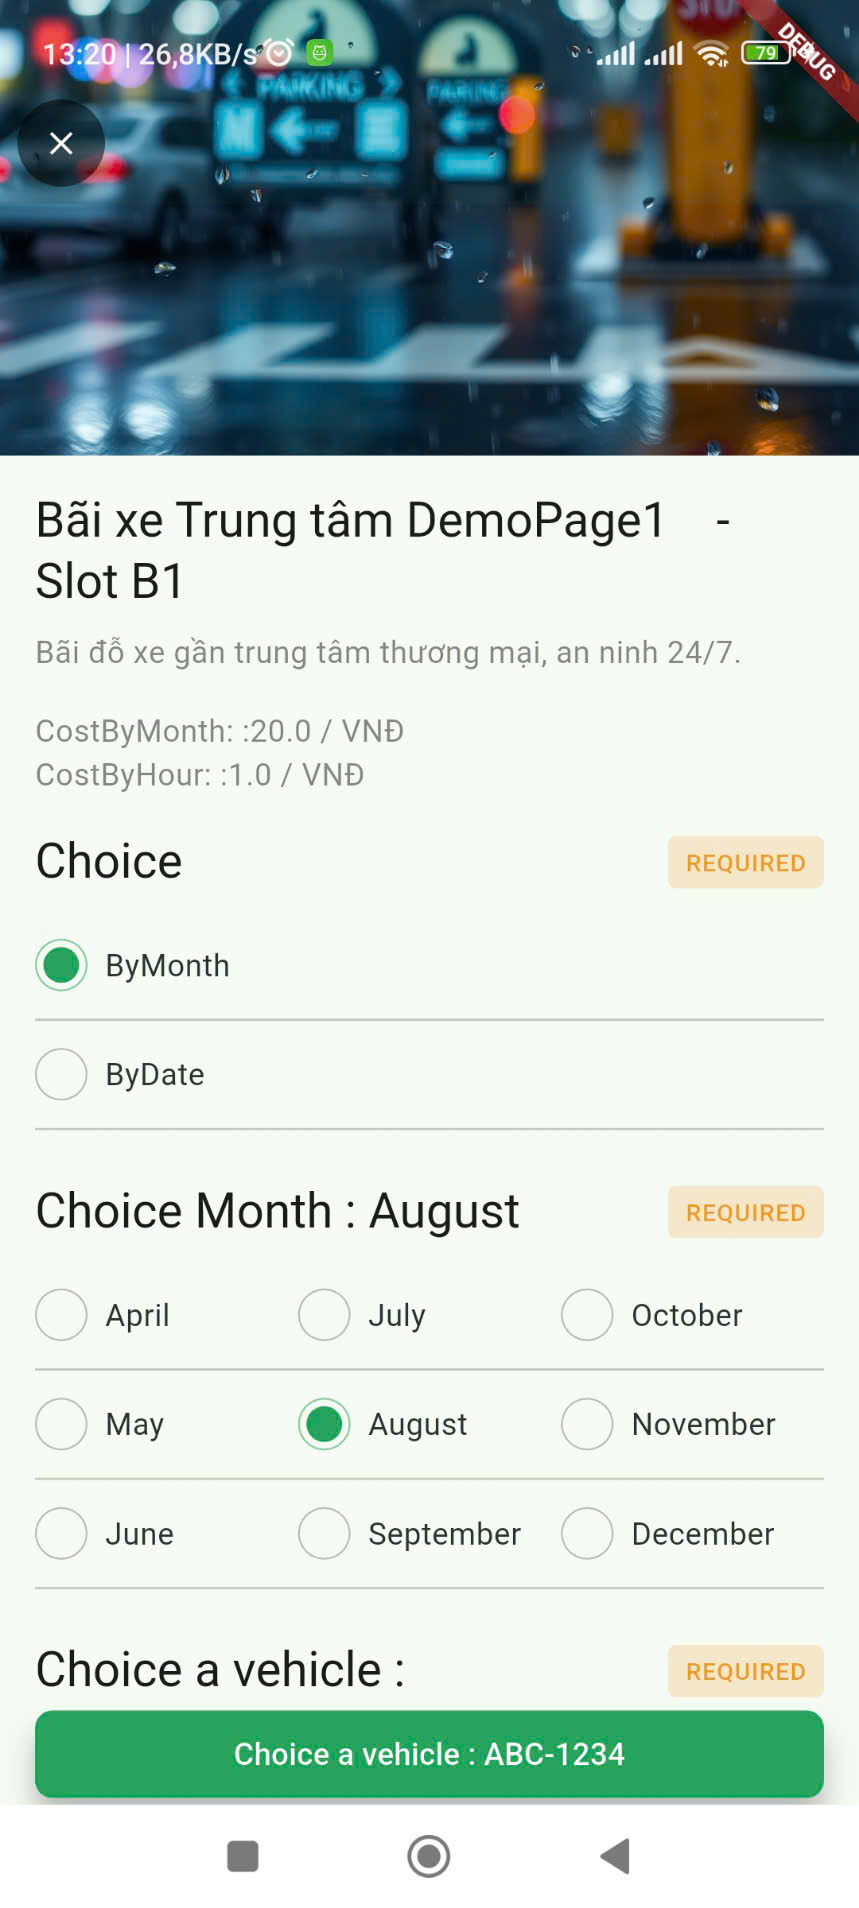 13:20 | 26,8KB/s
79
DEBUG
PARKING
PARKING
STOP
Bãi xe Trung tâm DemoPage1 -
Slot B1
Bãi đỗ xe gần trung tâm thương mại, an ninh 24/7.
CostByMonth: :20.0 / VNĐ
CostByHour: :1.0 / VNĐ
Choice
REQUIRED
ByMonth
ByDate
Choice Month : August
REQUIRED
April
July
October
May
August
November
June
September
December
Choice a vehicle :
REQUIRED
Choice a vehicle : ABC-1234